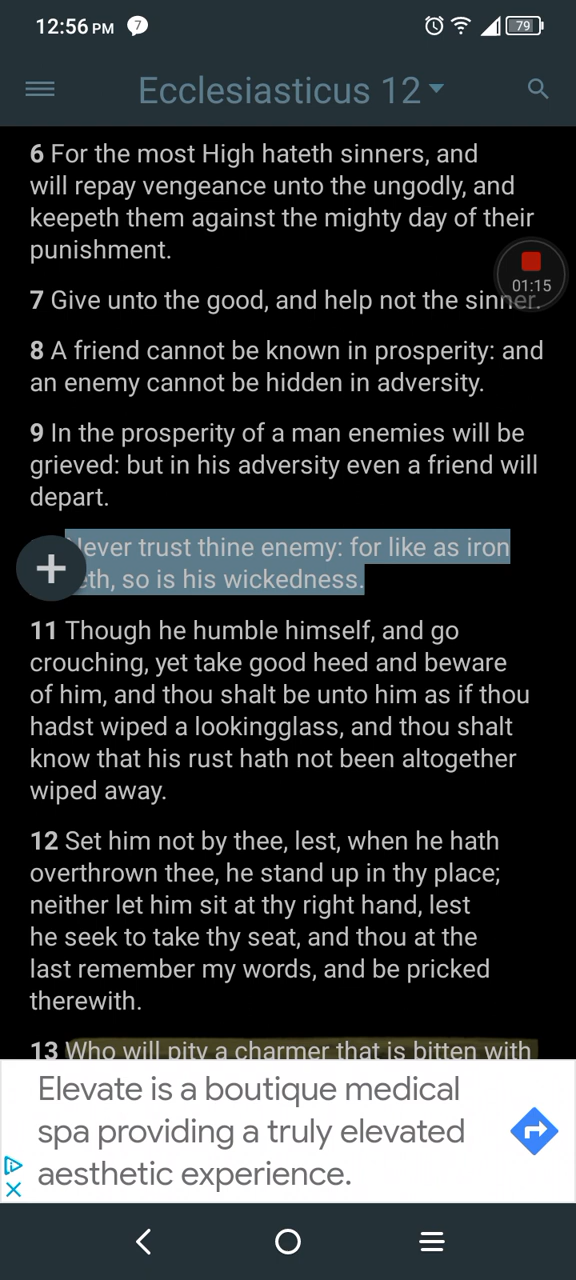 12:56 PM 7 79
Ecclesiasticus 12
6 For the most High hateth sinners, and
will repay vengeance unto the ungodly, and
keepeth them against the mighty day of their
punishment.
01:15
7 Give unto the good, and help not the sinner.
8 A friend cannot be known in prosperity: and
an enemy cannot be hidden in adversity.
9 In the prosperity of a man enemies will be
grieved: but in his adversity even a friend will
depart.
ever trust thine enemy: for like as iron
eth, so is his wickedness.
11 Though he humble himself, and go
crouching, yet take good heed and beware
of him, and thou shalt be unto him as if thou
hadst wiped a lookingglass, and thou shalt
know that his rust hath not been altogether
wiped away.
12 Set him not by thee, lest, when he hath
overthrown thee, he stand up in thy place;
neither let him sit at thy right hand, lest
he seek to take thy seat, and thou at the
last remember my words, and be pricked
therewith.
13 Who will pity a charmer that is bitten with
Elevate is a boutique medical
spa providing a truly elevated
aesthetic experience.